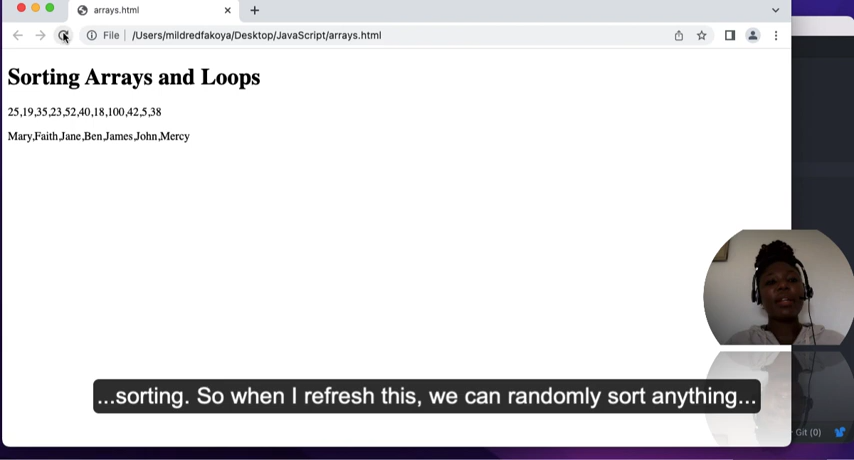 arrays.html
File /Users/mildredfakoya/Desktop/JavaScript/arrays.html
Sorting Arrays and Loops
25,19,35,23,52,40,18,100,42,5,38
Mary,Faith,Jane,Ben,James,John,Mercy
...sorting. So when I refresh this, we can randomly sort anything...
Git (0)